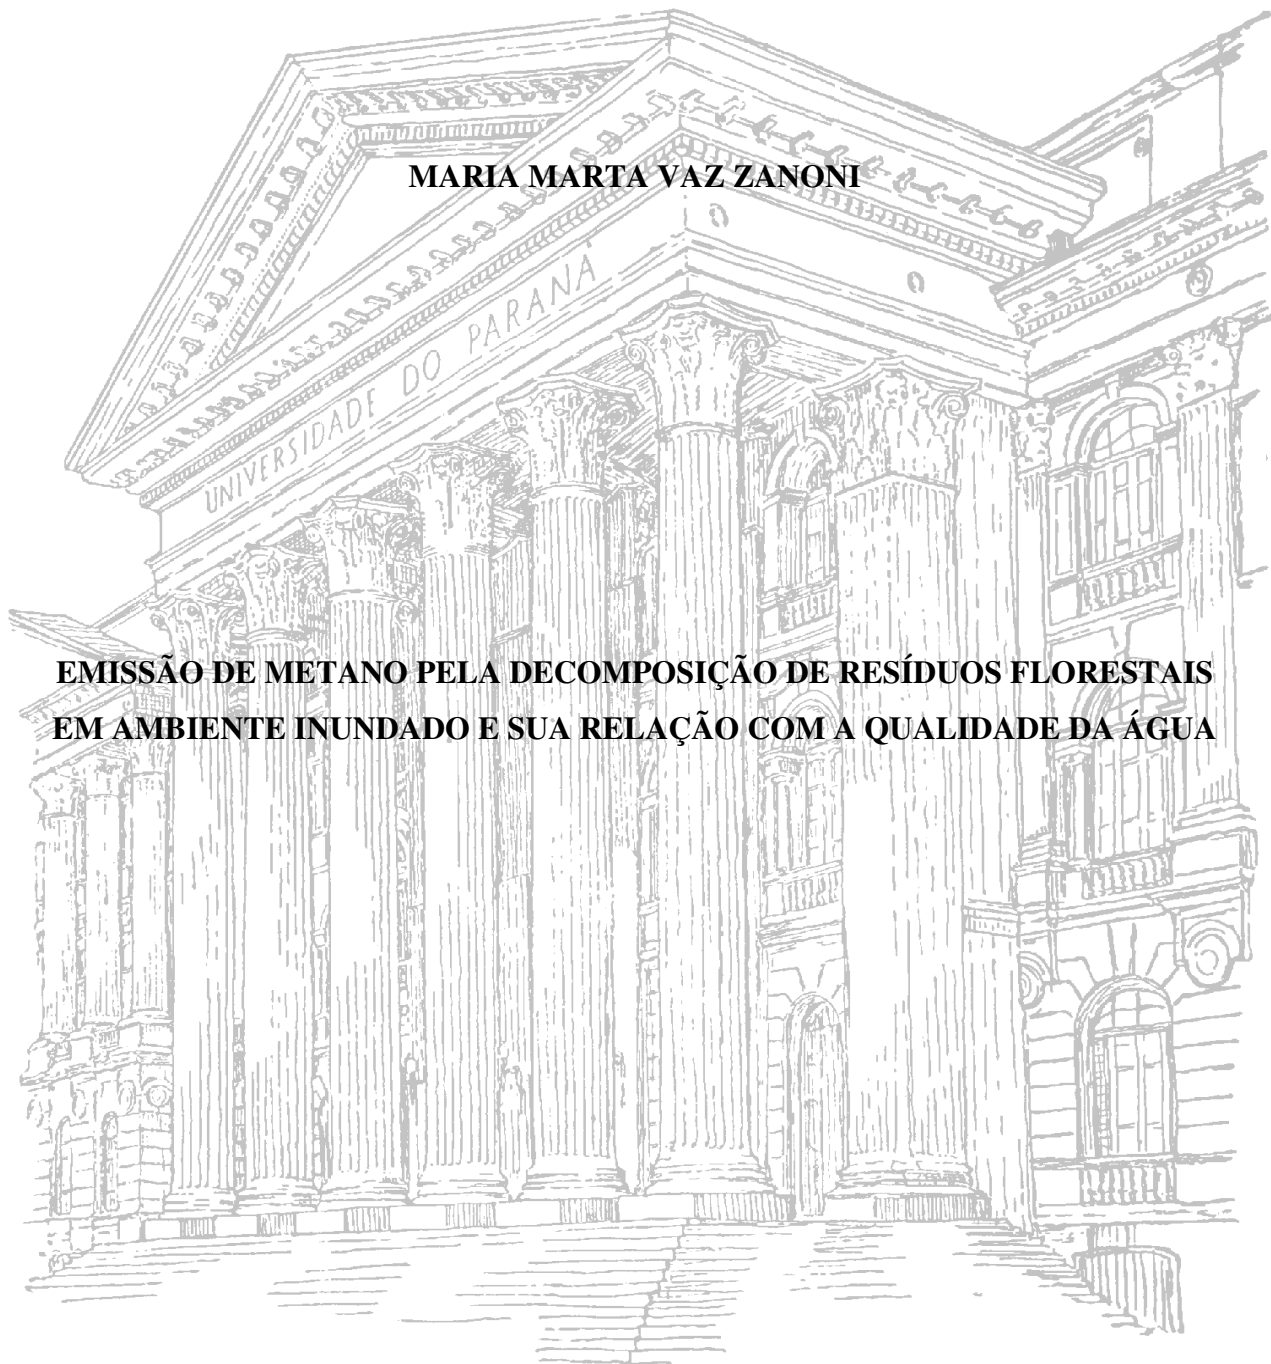 MARIA MARTA VAZ ZANONI
UNIVERSIDADE DO PARANÁ
EMISSÃO DE METANO PELA DECOMPOSIÇÃO DE RESÍDUOS FLORESTAIS
EM AMBIENTE INUNDADO E SUA RELAÇÃO COM A QUALIDADE DA ÁGUA